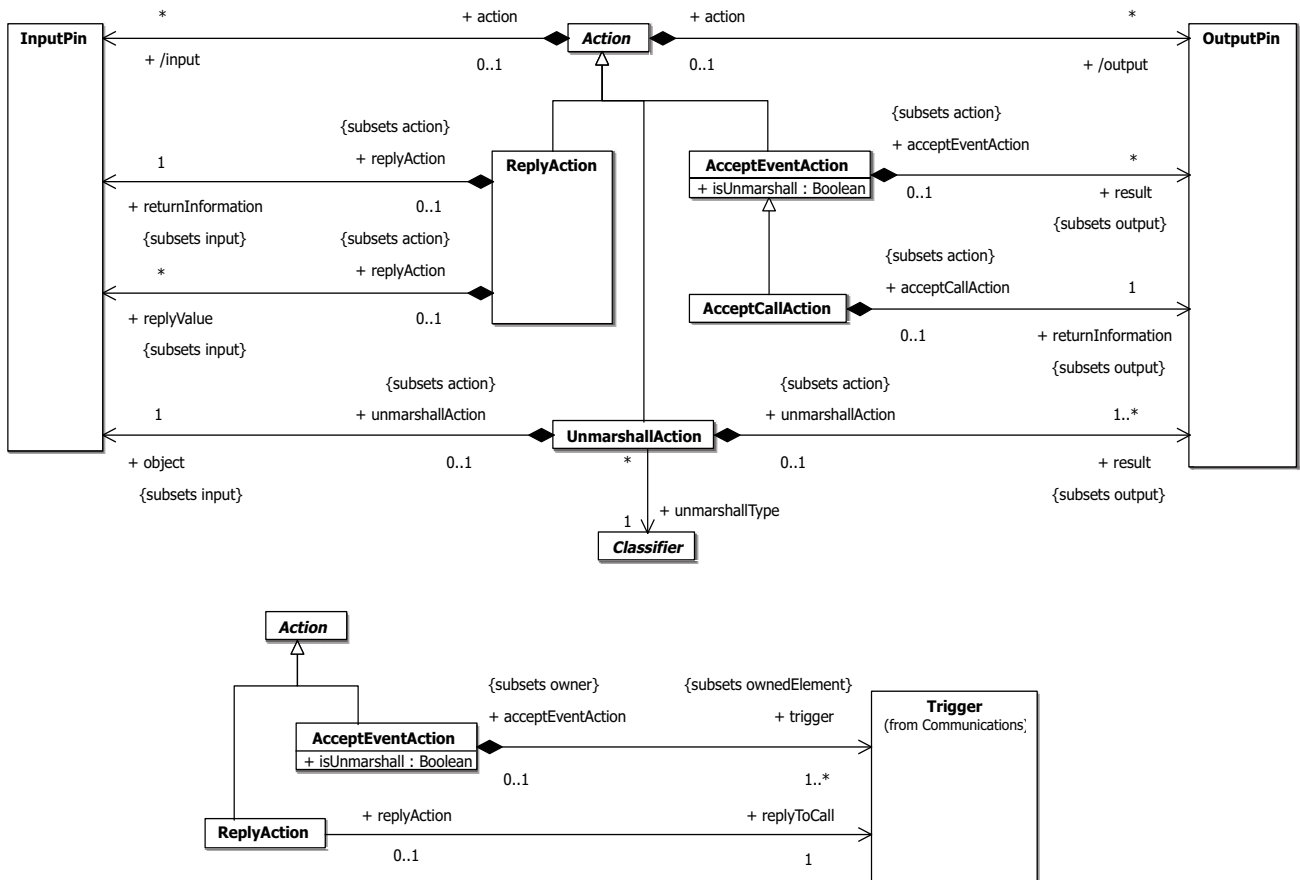 *
+ action
+ action
*
InputPin
Action
OutputPin
+ /input
0..1
0..1
+ /output
{subsets action}
{subsets action}
1
+ replyAction
ReplyAction
AcceptEventAction
+ acceptEventAction
*
+ isUnmarshall : Boolean
+ returnInformation
0..1
0..1
+ result
{subsets input}
{subsets action}
{subsets output}
*
+ replyAction
{subsets action}
AcceptCallAction
+ acceptCallAction
1
+ replyValue
0..1
0..1
+ returnInformation
{subsets input}
{subsets output}
{subsets action}
{subsets action}
1
+ unmarshallAction
+ unmarshallAction
1..*
UnmarshallAction
+ object
0..1
*
0..1
+ result
{subsets input}
{subsets output}
+ unmarshallType
1
Classifier
Action
{subsets owner}
{subsets ownedElement}
+ acceptEventAction
+ trigger
Trigger
(from Communications)
AcceptEventAction
+ isUnmarshall : Boolean
0..1
1..*
+ replyAction
+ replyToCall
ReplyAction
0..1
1